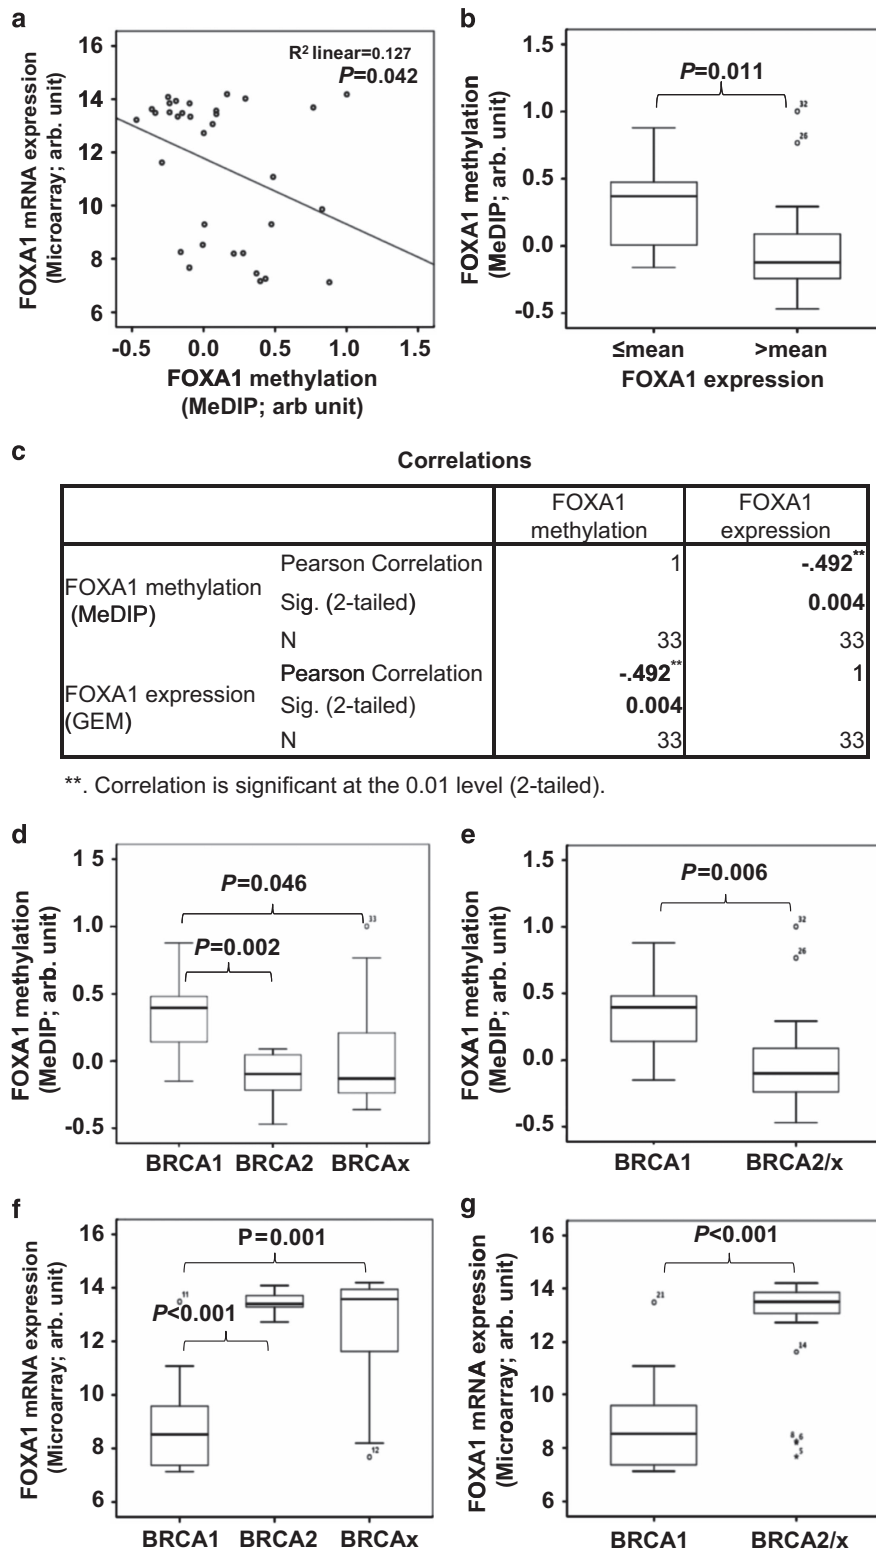 a
16
14
12
10
8
6
FOXA1 mRNA expression
(Microarray; arb. unit)
R² linear=0.127
P=0.042
-0.5 0.0 0.5 1.0 1.5
FOXA1 methylation
(MeDIP; arb unit)
b
1.5
1.0
0.5
0.0
-0.5
FOXA1 methylation
(MeDIP; arb. unit)
P=0.011
32
26
≤mean >mean
FOXA1 expression
c
Correlations
FOXA1 methylation
FOXA1 expression
FOXA1 methylation (MeDIP)
Pearson Correlation 1 -.492**
Sig. (2-tailed) 0.004
N 33 33
FOXA1 expression (GEM)
Pearson Correlation -.492** 1
Sig. (2-tailed) 0.004
N 33 33
**. Correlation is significant at the 0.01 level (2-tailed).
d
1 5
1.0
0.5
0.0
-0.5
FOXA1 methylation
(MeDIP; arb. unit)
P=0.046
P=0.002
33
BRCA1 BRCA2 BRCAx
e
1.5
1.0
0.5
0.0
-0.5
FOXA1 methylation
(MeDIP; arb. unit)
P=0.006
32
26
BRCA1 BRCA2/x
f
16
14
12
10
8
6
FOXA1 mRNA expression
(Microarray; arb. unit)
P=0.001
11
P<0.001
12
BRCA1 BRCA2 BRCAx
g
16
14
12
10
8
6
FOXA1 mRNA expression
(Microarray; arb. unit)
P<0.001
21
14
8 6
5
BRCA1 BRCA2/x